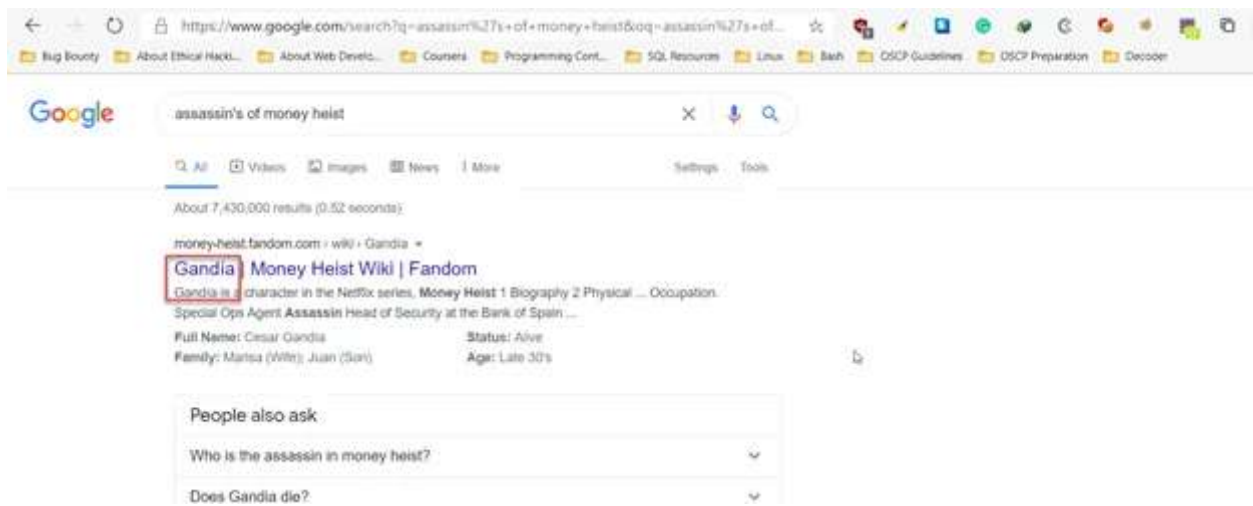 https://www.google.com/search?q=assassin%27s+of+money+heist&oq=assassin%27s+of...
Bug Bounty About Ethical Hacki... About Web Develo... Coursera Programming Cont... SQL Resources Linux Bash OSCP Guidelines OSCP Preparation Decoder
Google assassin's of money heist
All Videos Images News More Settings Tools
About 7,430,000 results (0.52 seconds)
money-heist.fandom.com › wiki › Gandia
Gandía | Money Heist Wiki | Fandom
Gandía is a character in the Netflix series, Money Heist 1 Biography 2 Physical ... Occupation.
Special Ops Agent Assassin Head of Security at the Bank of Spain ...
Full Name: Cesar Gandía Status: Alive
Family: Marisa (Wife); Juan (Son) Age: Late 30's
People also ask
Who is the assassin in money heist?
Does Gandia die?